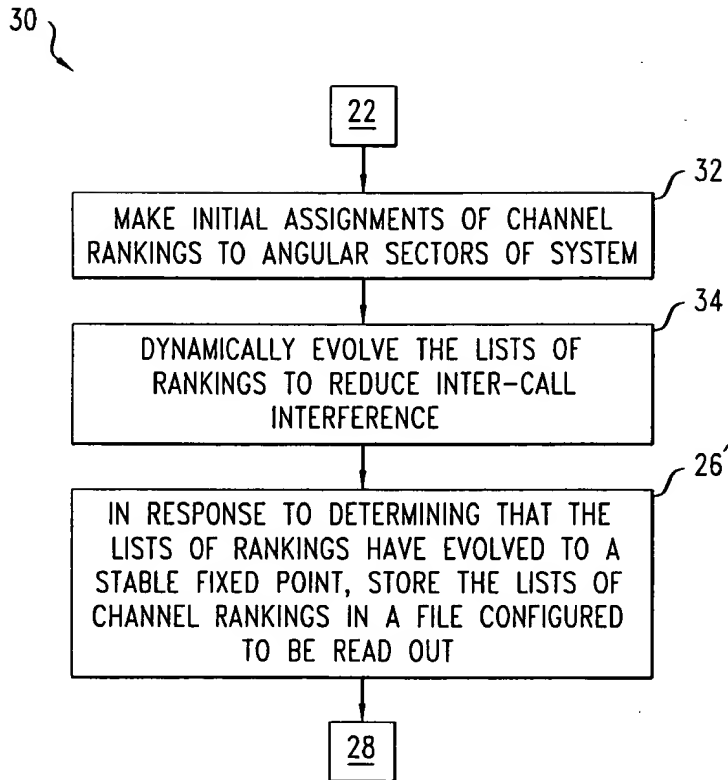 30
22
32
MAKE INITIAL ASSIGNMENTS OF CHANNEL
RANKINGS TO ANGULAR SECTORS OF SYSTEM
34
DYNAMICALLY EVOLVE THE LISTS OF
RANKINGS TO REDUCE INTER-CALL
INTERFERENCE
26'
IN RESPONSE TO DETERMINING THAT THE
LISTS OF RANKINGS HAVE EVOLVED TO A
STABLE FIXED POINT, STORE THE LISTS OF
CHANNEL RANKINGS IN A FILE CONFIGURED
TO BE READ OUT
28